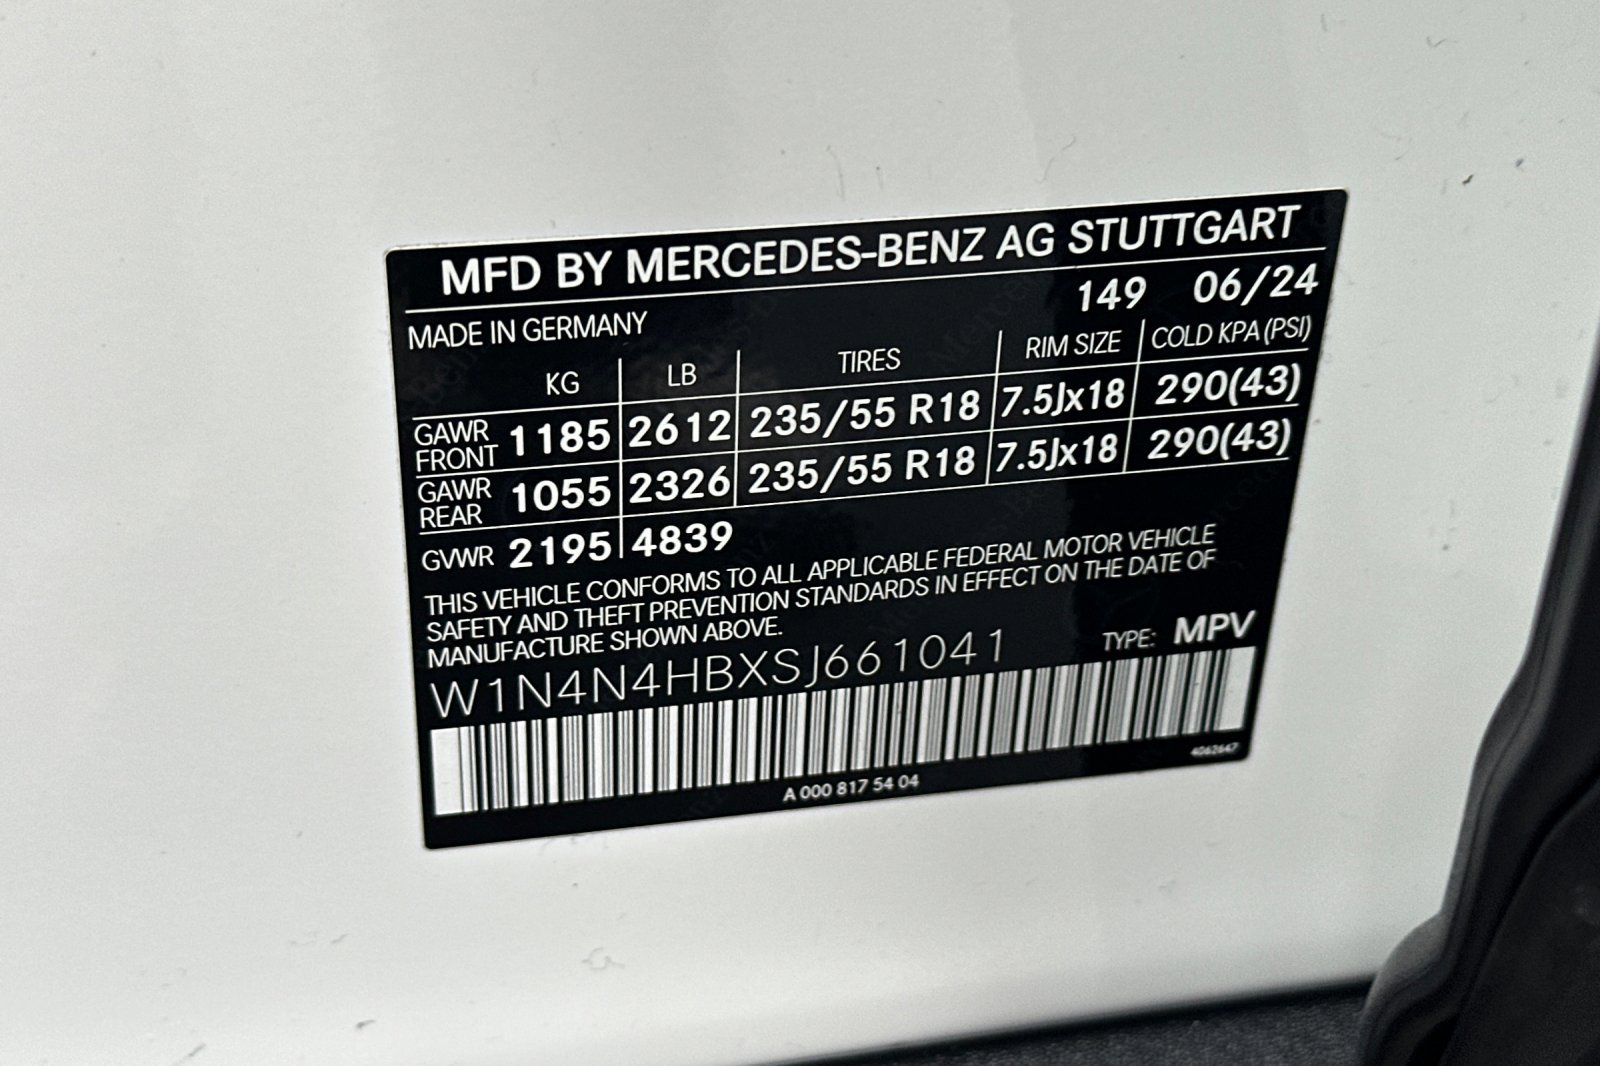 MFD BY MERCEDES-BENZ AG STUTTGART
149 06/24
MADE IN GERMANY
KG LB TIRES RIM SIZE COLD KPA (PSI)
GAWR FRONT 1185 2612 235/55 R18 7.5Jx18 290(43)
GAWR REAR 1055 2326 235/55 R18 7.5Jx18 290(43)
GVWR 2195 4839
THIS VEHICLE CONFORMS TO ALL APPLICABLE FEDERAL MOTOR VEHICLE
SAFETY AND THEFT PREVENTION STANDARDS IN EFFECT ON THE DATE OF
MANUFACTURE SHOWN ABOVE.
W1N4N4HBXSJ661041 TYPE: MPV
A 000 817 54 04
4062647